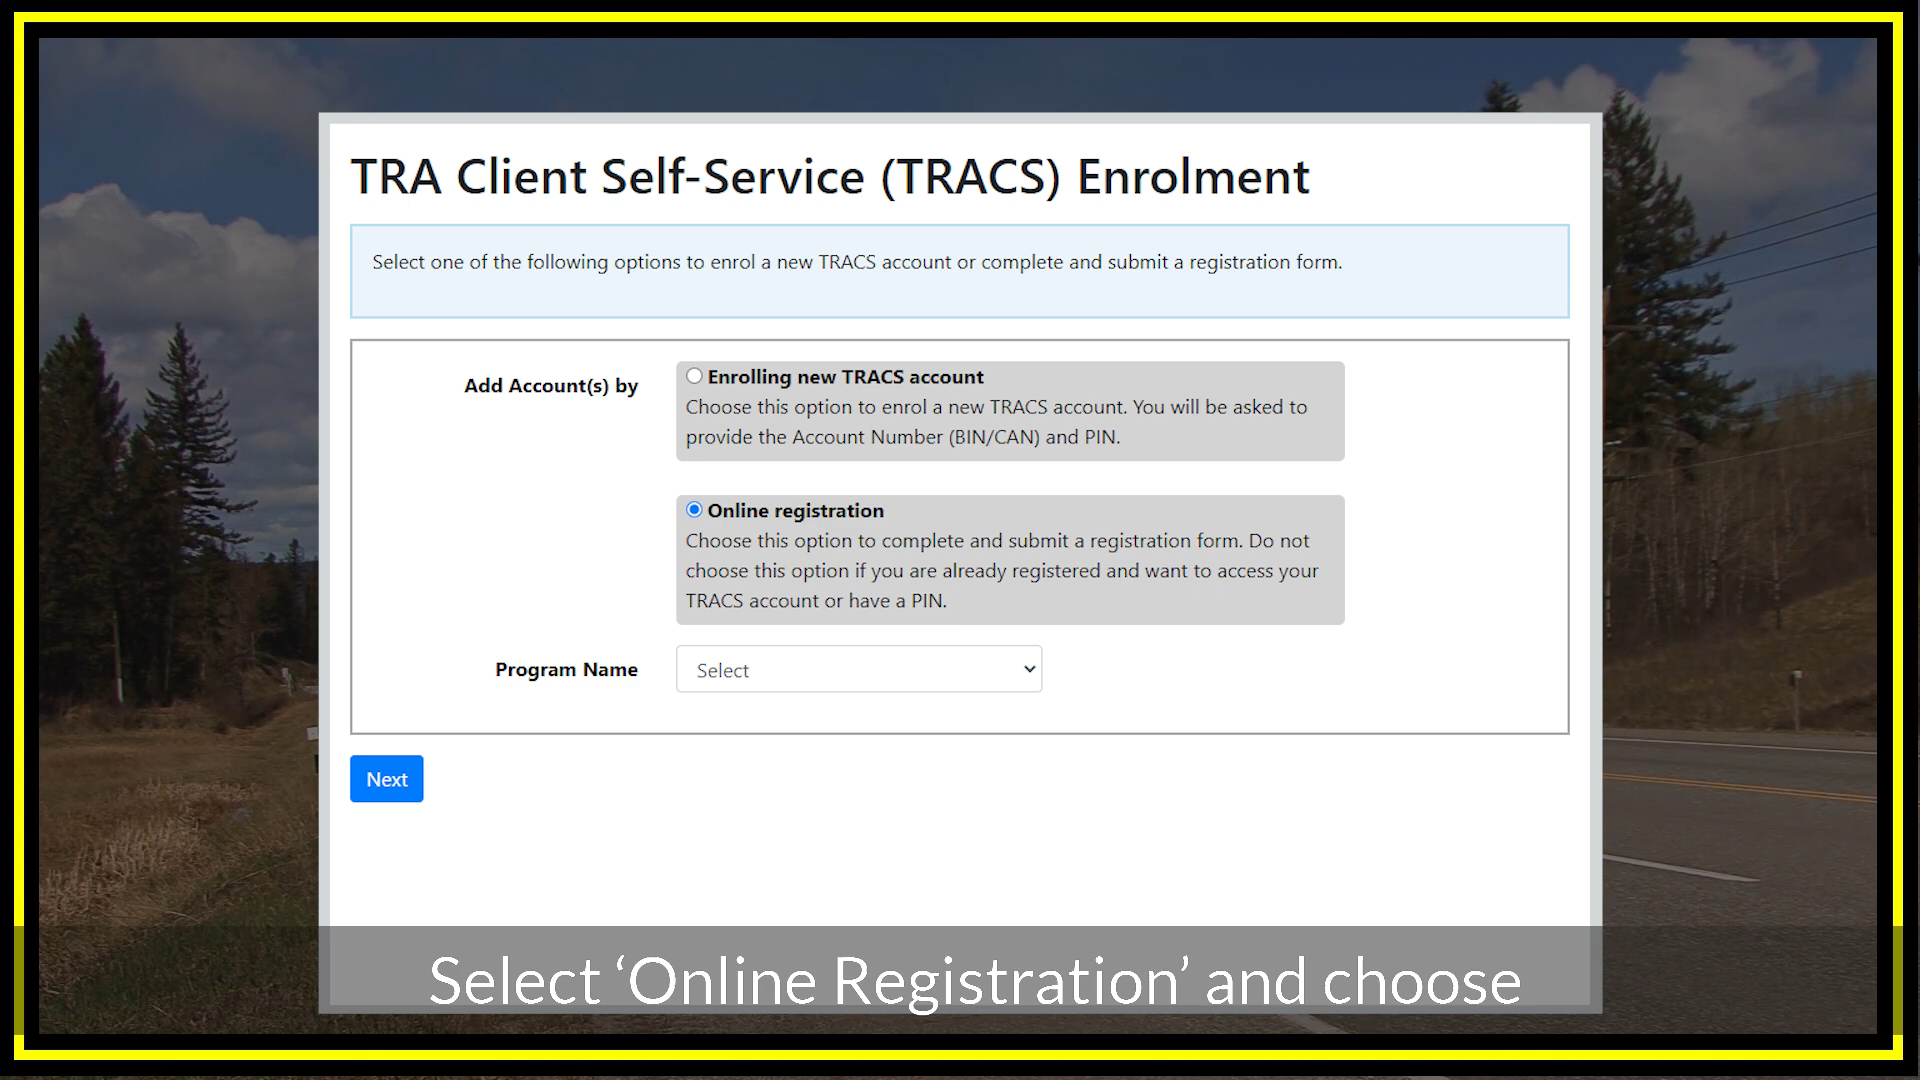 TRA Client Self-Service (TRACS) Enrolment
Select one of the following options to enrol a new TRACS account or complete and submit a registration form.
Add Account(s) by
Enrolling new TRACS account
Choose this option to enrol a new TRACS account. You will be asked to
provide the Account Number (BIN/CAN) and PIN.
Online registration
Choose this option to complete and submit a registration form. Do not
choose this option if you are already registered and want to access your
TRACS account or have a PIN.
Program Name
Select
Next
Select ‘Online Registration’ and choose